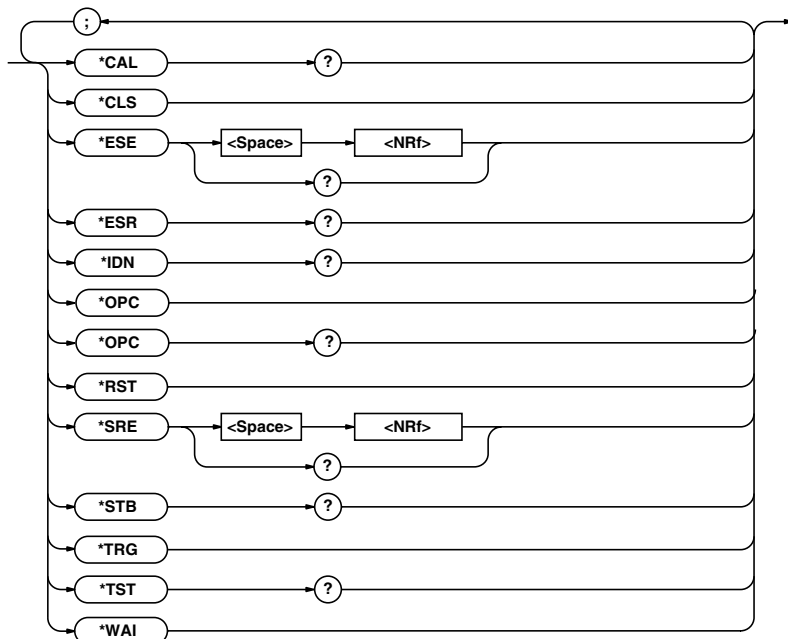 ;
*CAL ?
*CLS
*ESE <Space> <NRf>
?
*ESR ?
*IDN ?
*OPC
*OPC ?
*RST
*SRE <Space> <NRf>
?
*STB ?
*TRG
*TST ?
*WAI